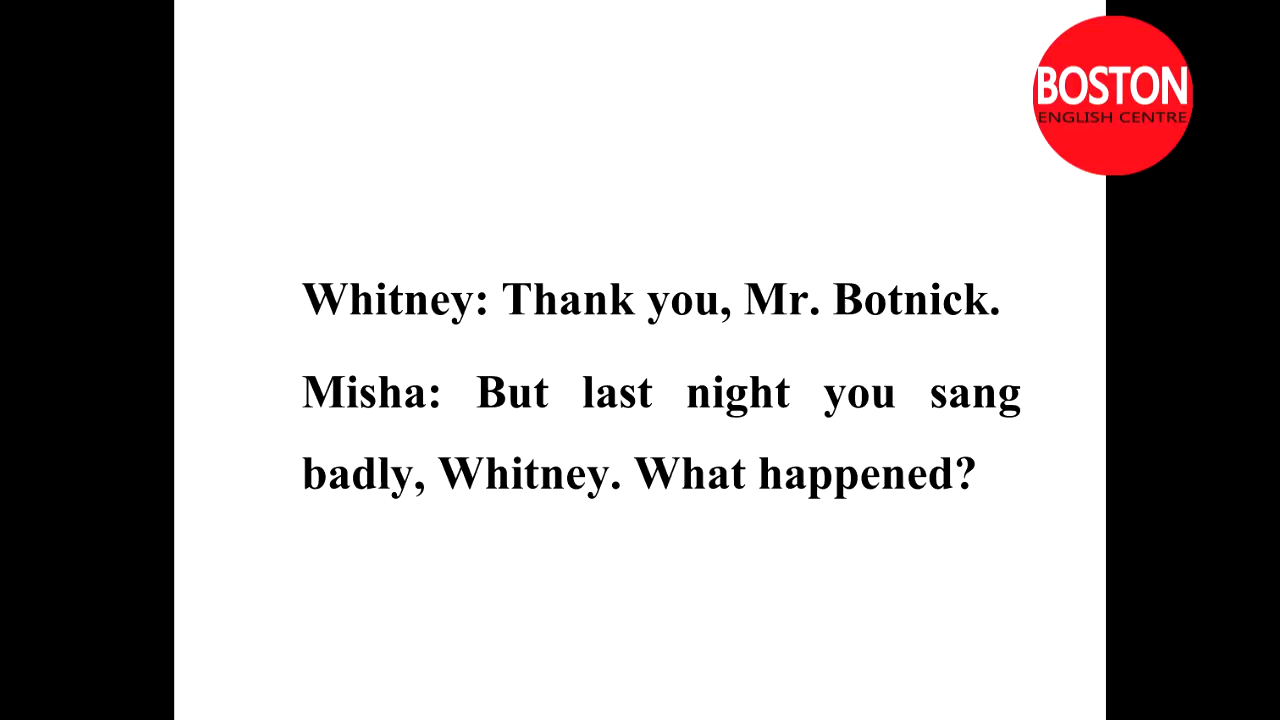 BOSTON
ENGLISH CENTRE
Whitney: Thank you, Mr. Botnick.
Misha: But last night you sang
badly, Whitney. What happened?